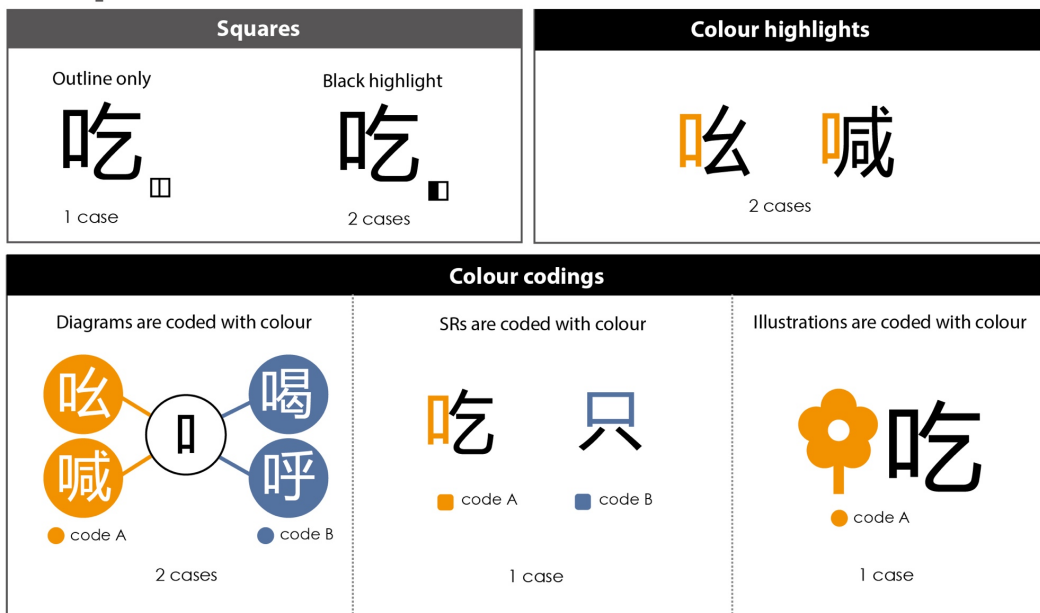 Squares
Outline only
吃
1 case
Black highlight
吃
2 cases
Colour highlights
吆 喊
2 cases
Colour codings
Diagrams are coded with colour
吆
喊
口
喝
呼
code A
code B
2 cases
SRs are coded with colour
吃 只
code A code B
1 case
Illustrations are coded with colour
吃
code A
1 case